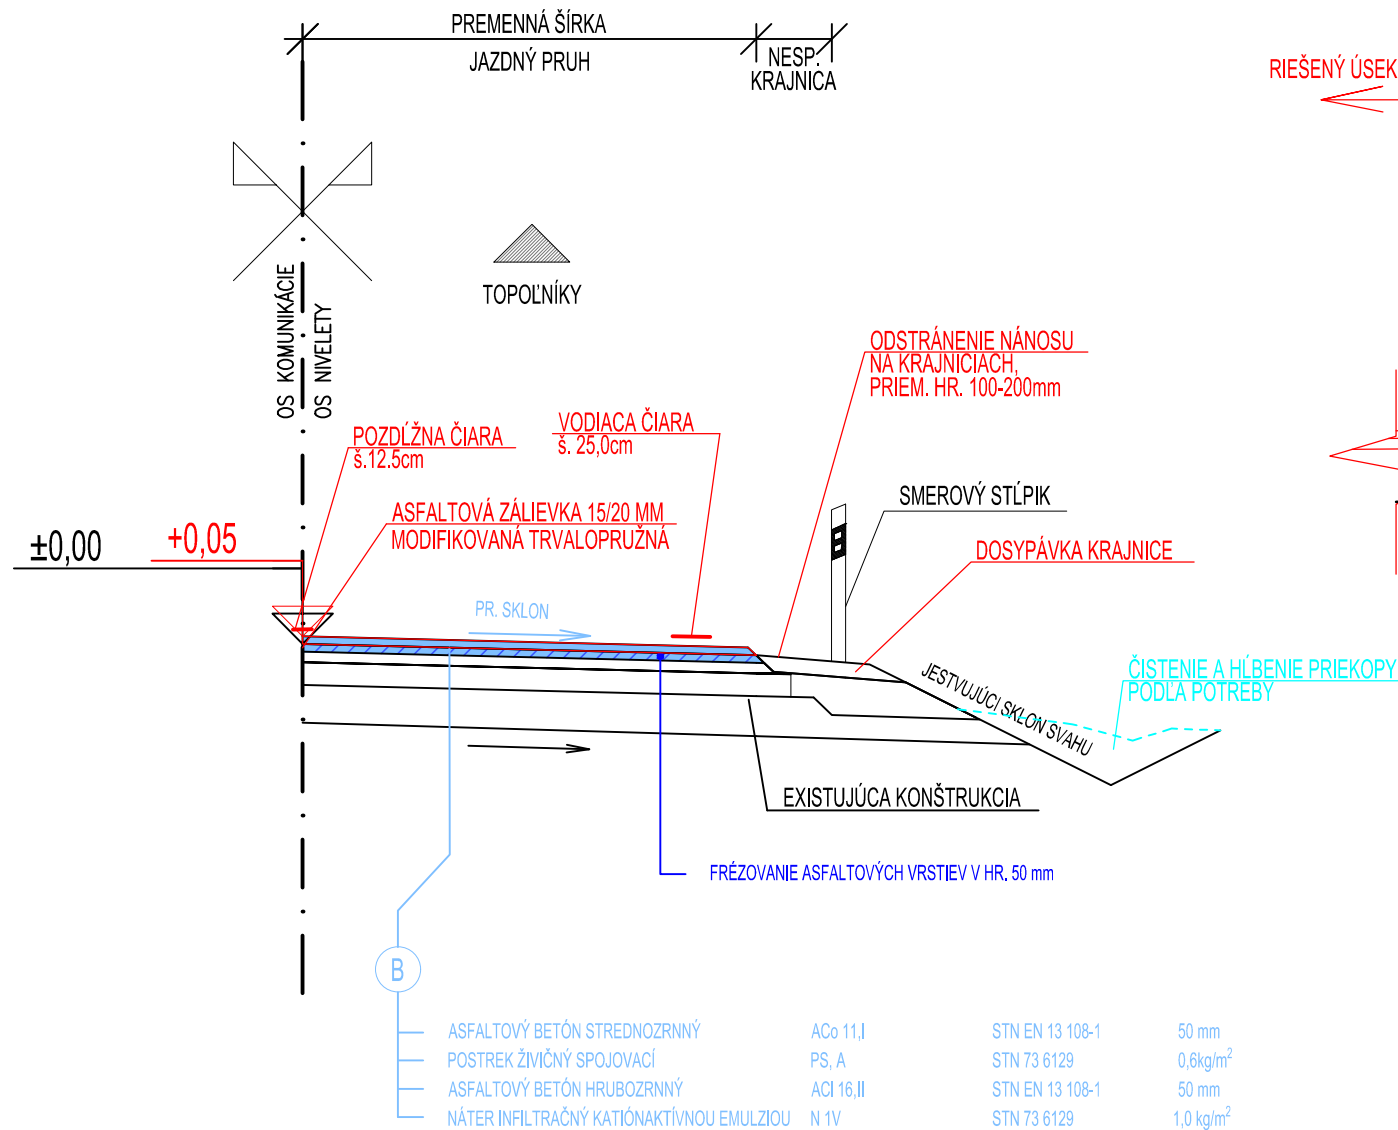 PREMENNÁ ŠÍRKA
JAZDNÝ PRUH
NESP.
KRAJNICA
RIEŠENÝ ÚSEK
OS KOMUNIKÁCIE
OS NIVELETY
TOPOĽNÍKY
ODSTRÁNENIE NÁNOSU
NA KRAJNICIACH,
PRIEM. HR. 100-200mm
POZDĹŽNA ČIARA
š.12.5cm
VODIACA ČIARA
š. 25,0cm
ASFALTOVÁ ZÁLIEVKA 15/20 MM
MODIFIKOVANÁ TRVALOPRUŽNÁ
SMEROVÝ STĹPIK
±0,00
+0,05
DOSYPÁVKA KRAJNICE
PR. SKLON
JESTVUJÚCI SKLON SVAHU
ČISTENIE A HĹBENIE PRIEKOPY
PODĽA POTREBY
EXISTUJÚCA KONŠTRUKCIA
FRÉZOVANIE ASFALTOVÝCH VRSTIEV V HR. 50 mm
B
ASFALTOVÝ BETÓN STREDNOZRNNÝ ACo 11,I STN EN 13 108-1 50 mm
POSTREK ŽIVIČNÝ SPOJOVACÍ PS, A STN 73 6129 0,6kg/m²
ASFALTOVÝ BETÓN HRUBOZRNNÝ ACl 16,II STN EN 13 108-1 50 mm
NÁTER INFILTRAČNÝ KATIÓNAKTÍVNOU EMULZIOU N 1V STN 73 6129 1,0 kg/m²